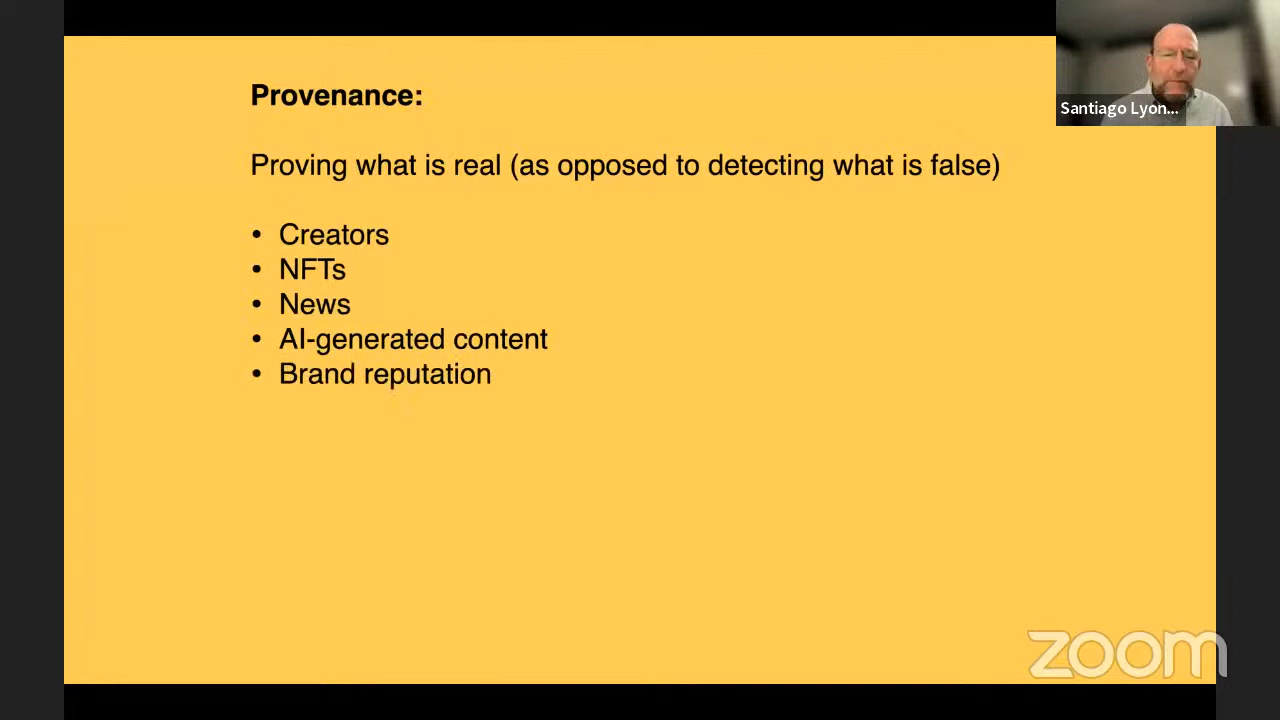 Provenance:
Proving what is real (as opposed to detecting what is false)
• Creators
• NFTs
• News
• AI-generated content
• Brand reputation
Santiago Lyon...
zoom